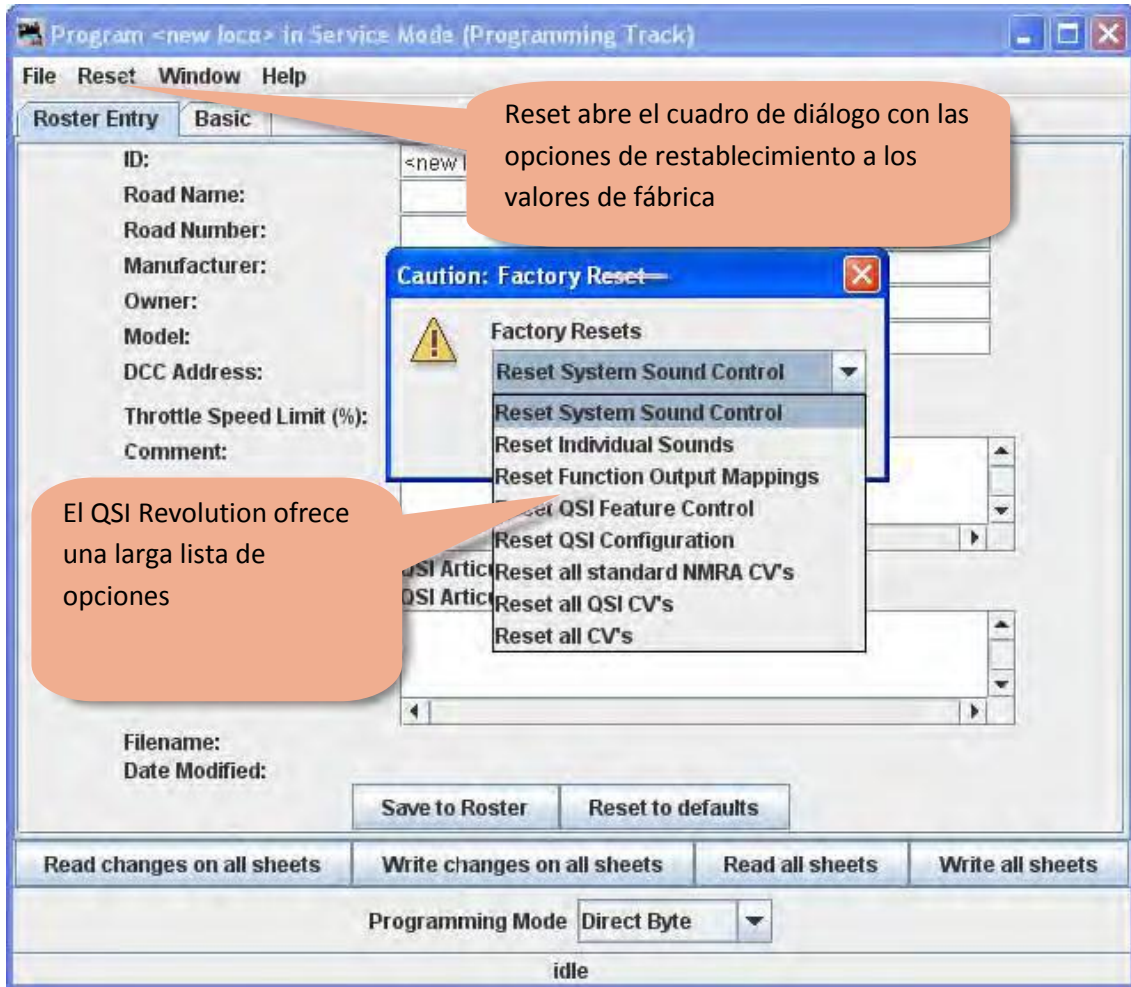 Program <new loco> in Service Mode (Programming Track)
File Reset Window Help
Roster Entry Basic
Reset abre el cuadro de diálogo con las
opciones de restablecimiento a los
valores de fábrica
ID:
<new
Road Name:
Road Number:
Manufacturer:
Owner:
Model:
DCC Address:
Throttle Speed Limit (%):
Comment:
Caution: Factory Reset
Factory Resets
Reset System Sound Control
Reset System Sound Control
Reset Individual Sounds
Reset Function Output Mappings
Reset QSI Feature Control
Reset QSI Configuration
Reset all standard NMRA CV's
Reset all QSI CV's
Reset all CV's
El QSI Revolution ofrece
una larga lista de
opciones
QSI Artic
QSI Artic
Filename:
Date Modified:
Save to Roster Reset to defaults
Read changes on all sheets Write changes on all sheets Read all sheets Write all sheets
Programming Mode Direct Byte
idle